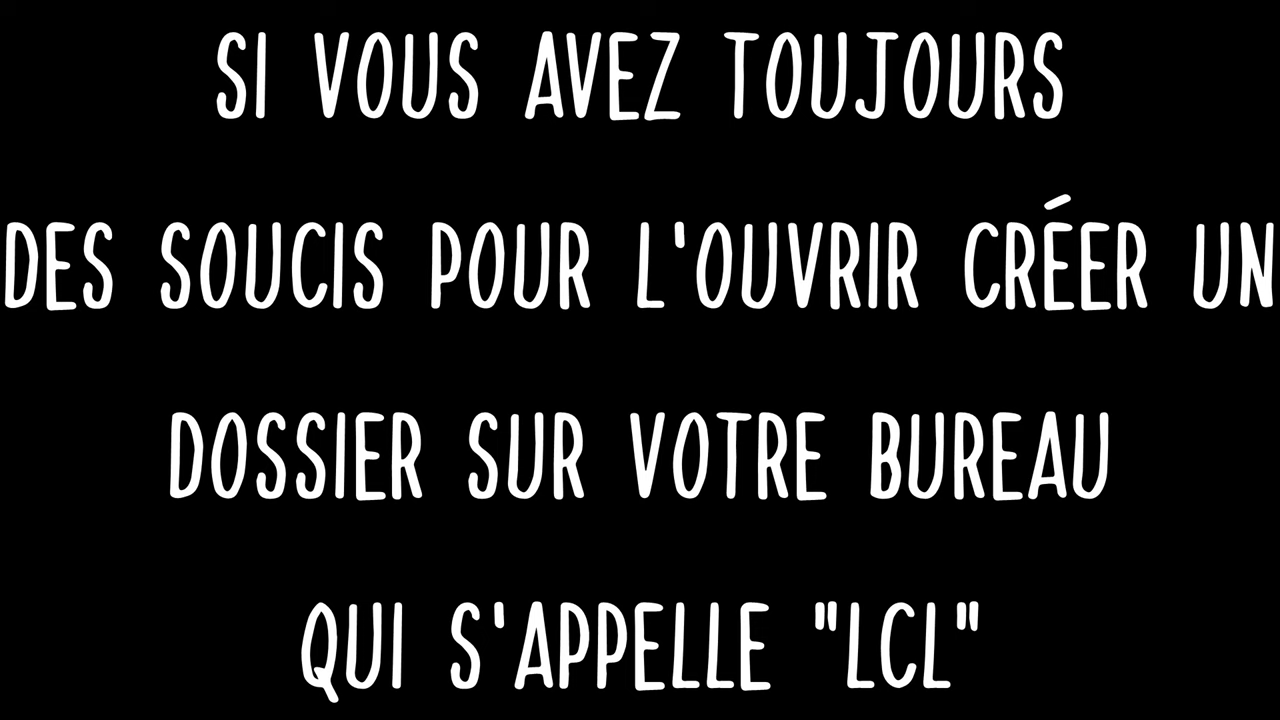 SI VOUS AVEZ TOUJOURS
DES SOUCIS POUR L'OUVRIR CRÉER UN
DOSSIER SUR VOTRE BUREAU
QUI S'APPELLE "LCL"